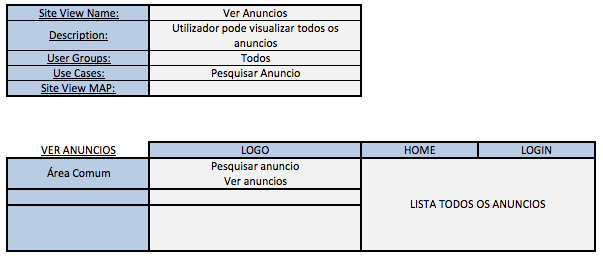 Site View Name: Ver Anuncios
Description: Utilizador pode visualizar todos os
anuncios
User Groups: Todos
Use Cases: Pesquisar Anuncio
Site View MAP:
VER ANUNCIOS LOGO HOME LOGIN
Área Comum Pesquisar anuncio
Ver anuncios
LISTA TODOS OS ANUNCIOS